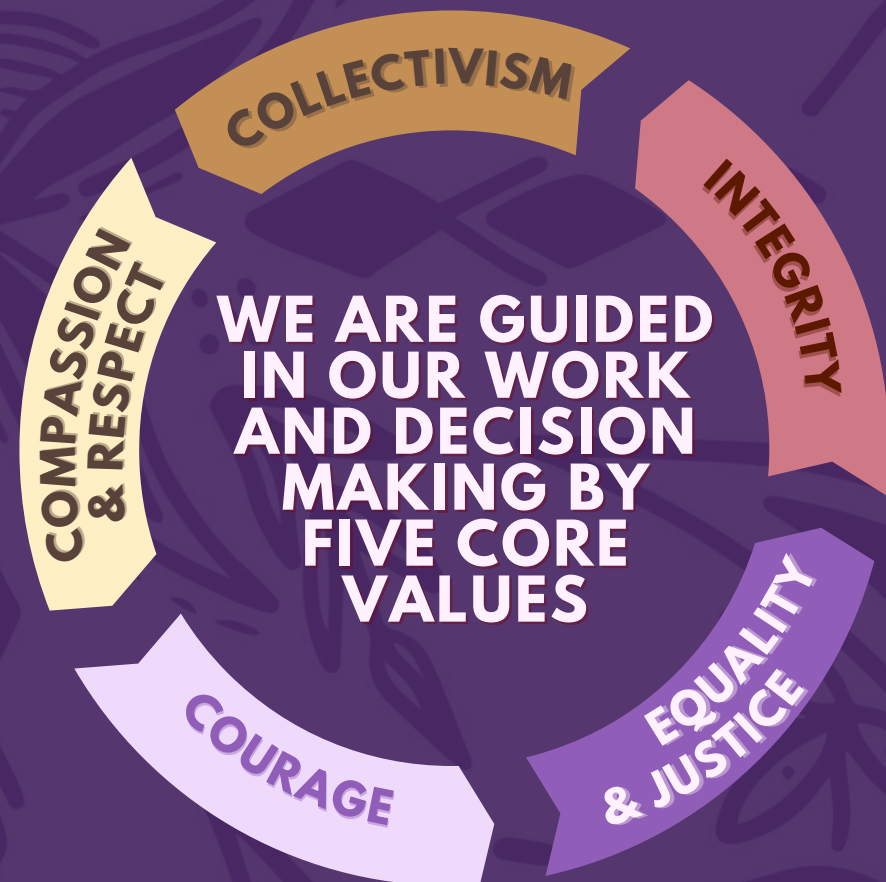 COLLECTIVISM
INTEGRITY
EQUALITY
& JUSTICE
COURAGE
COMPASSION
& RESPECT
WE ARE GUIDED
IN OUR WORK
AND DECISION
MAKING BY
FIVE CORE
VALUES